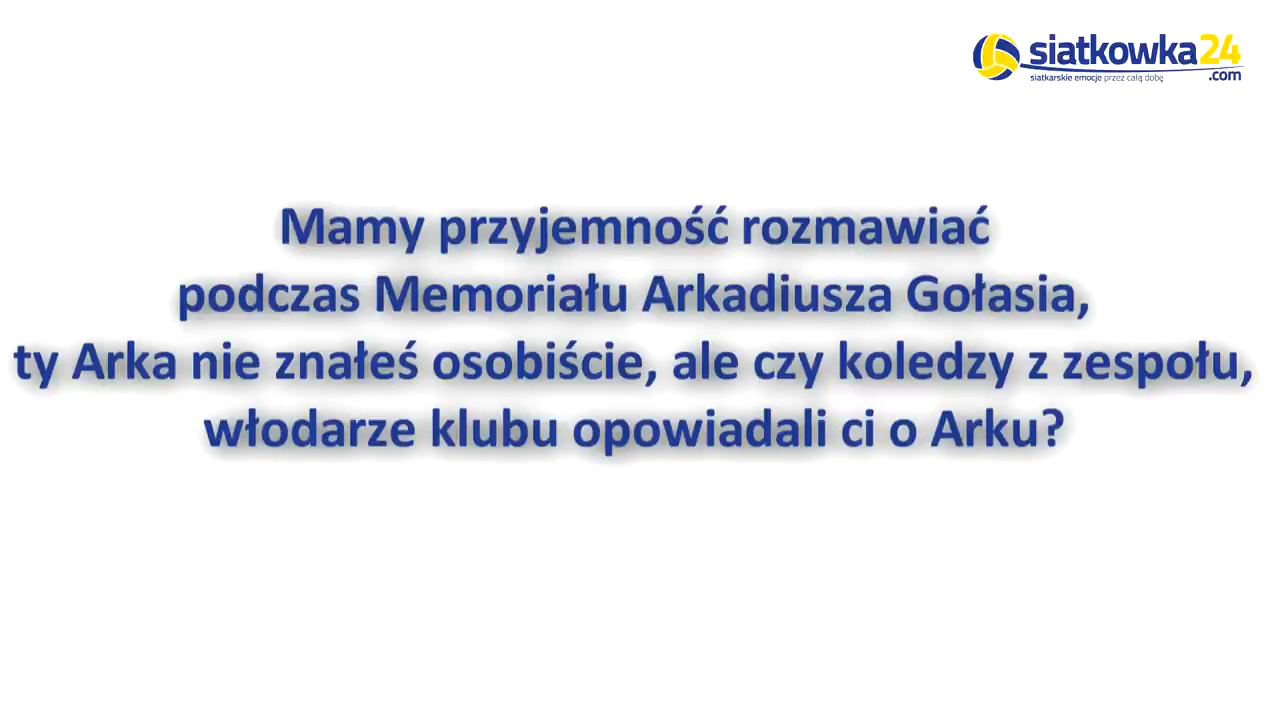 siatkowka24
.com
siatkarskie emocje przez całą dobę
Mamy przyjemność rozmawiać
podczas Memoriału Arkadiusza Gołasia,
ty Arka nie znałeś osobiście, ale czy koledzy z zespołu,
włodarze klubu opowiadali ci o Arku?